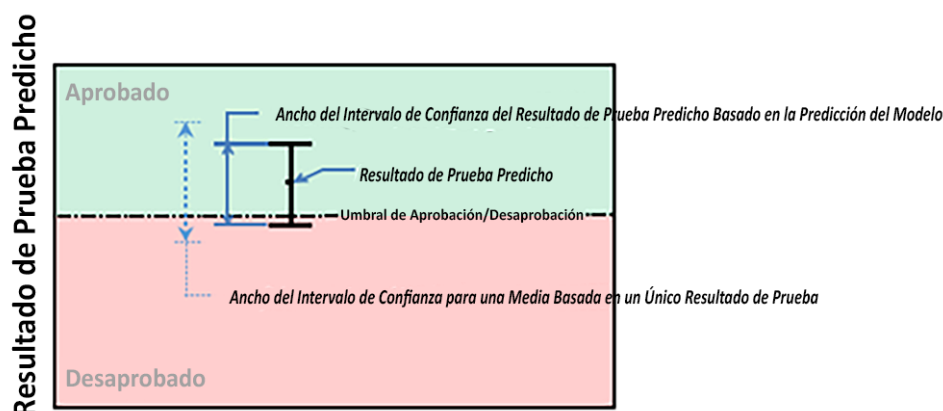 Resultado de Prueba Predicho
Aprobado
Ancho del Intervalo de Confianza del Resultado de Prueba Predicho Basado en la Predicción del Modelo
Resultado de Prueba Predicho
Umbral de Aprobación/Desaprobación
Ancho del Intervalo de Confianza para una Media Basada en un Único Resultado de Prueba
Desaprobado